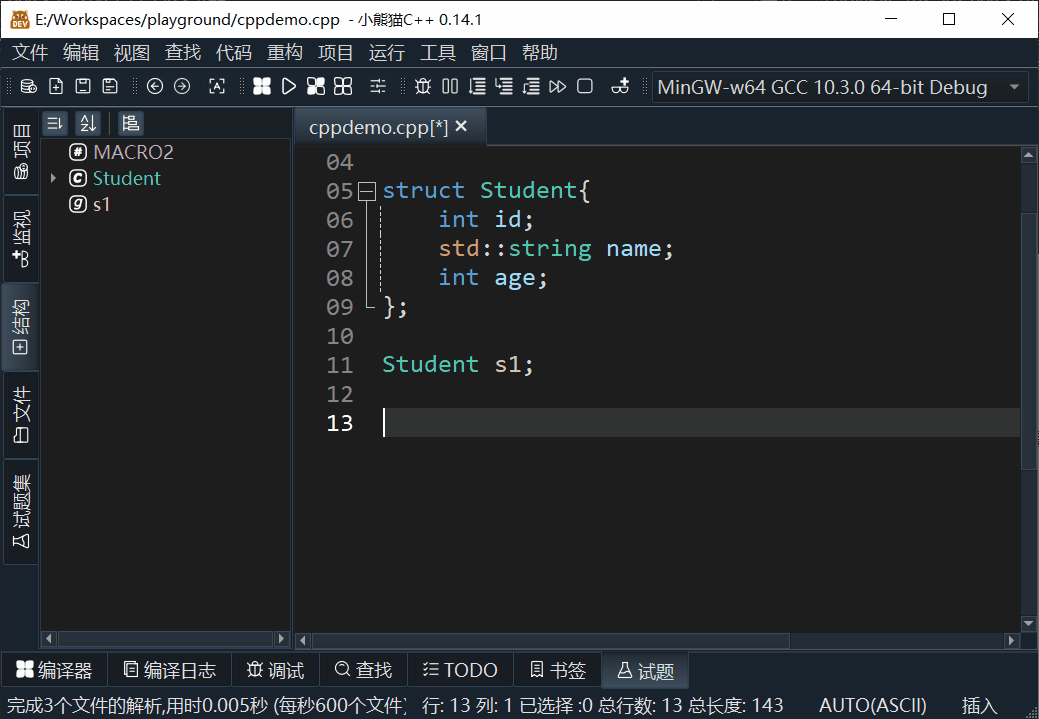 E:/Workspaces/playground/cppdemo.cpp - 小熊猫C++ 0.14.1
文件 编辑 视图 查找 代码 重构 项目 运行 工具 窗口 帮助
MinGW-w64 GCC 10.3.0 64-bit Debug
项目
监视
结构
文件
试题集
MACRO2
Student
s1
cppdemo.cpp[*]
04
05 struct Student{
06 int id;
07 std::string name;
08 int age;
09 };
10
11 Student s1;
12
13
编译器 编译日志 调试 查找 TODO 书签 试题
完成3个文件的解析,用时0.005秒 (每秒600个文件) 行: 13 列: 1 已选择 :0 总行数: 13 总长度: 143 AUTO(ASCII) 插入